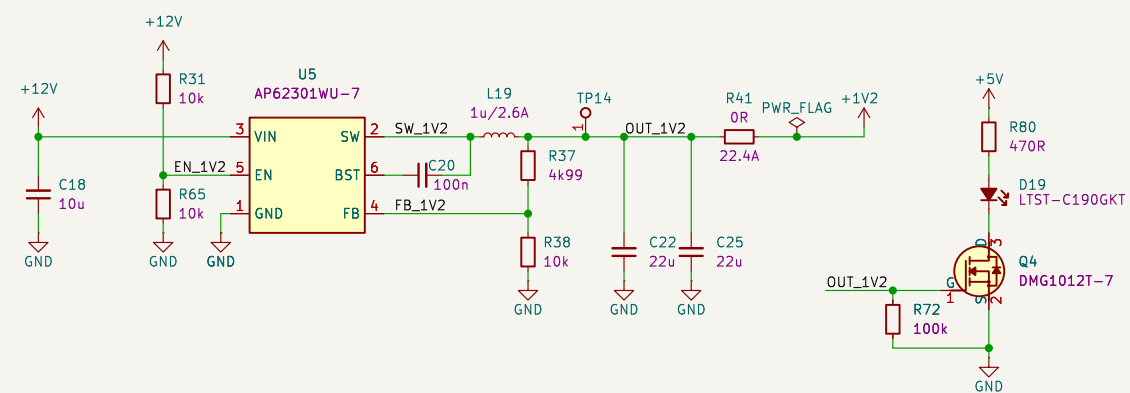 +12V
+12V
R31
10k
U5
AP62301WU-7
3
VIN
SW
2
SW_1V2
5
EN
BST
6
EN_1V2
1
GND
FB
4
FB_1V2
C18
10u
GND
R65
10k
GND
GND
L19
1u/2.6A
C20
100n
R37
4k99
R38
10k
GND
TP14
1
OUT_1V2
C22
22u
GND
C25
22u
GND
R41
0R
22.4A
PWR_FLAG
+1V2
+5V
R80
470R
D19
LTST-C190GKT
D
3
Q4
DMG1012T-7
G
1
S
2
OUT_1V2
R72
100k
GND